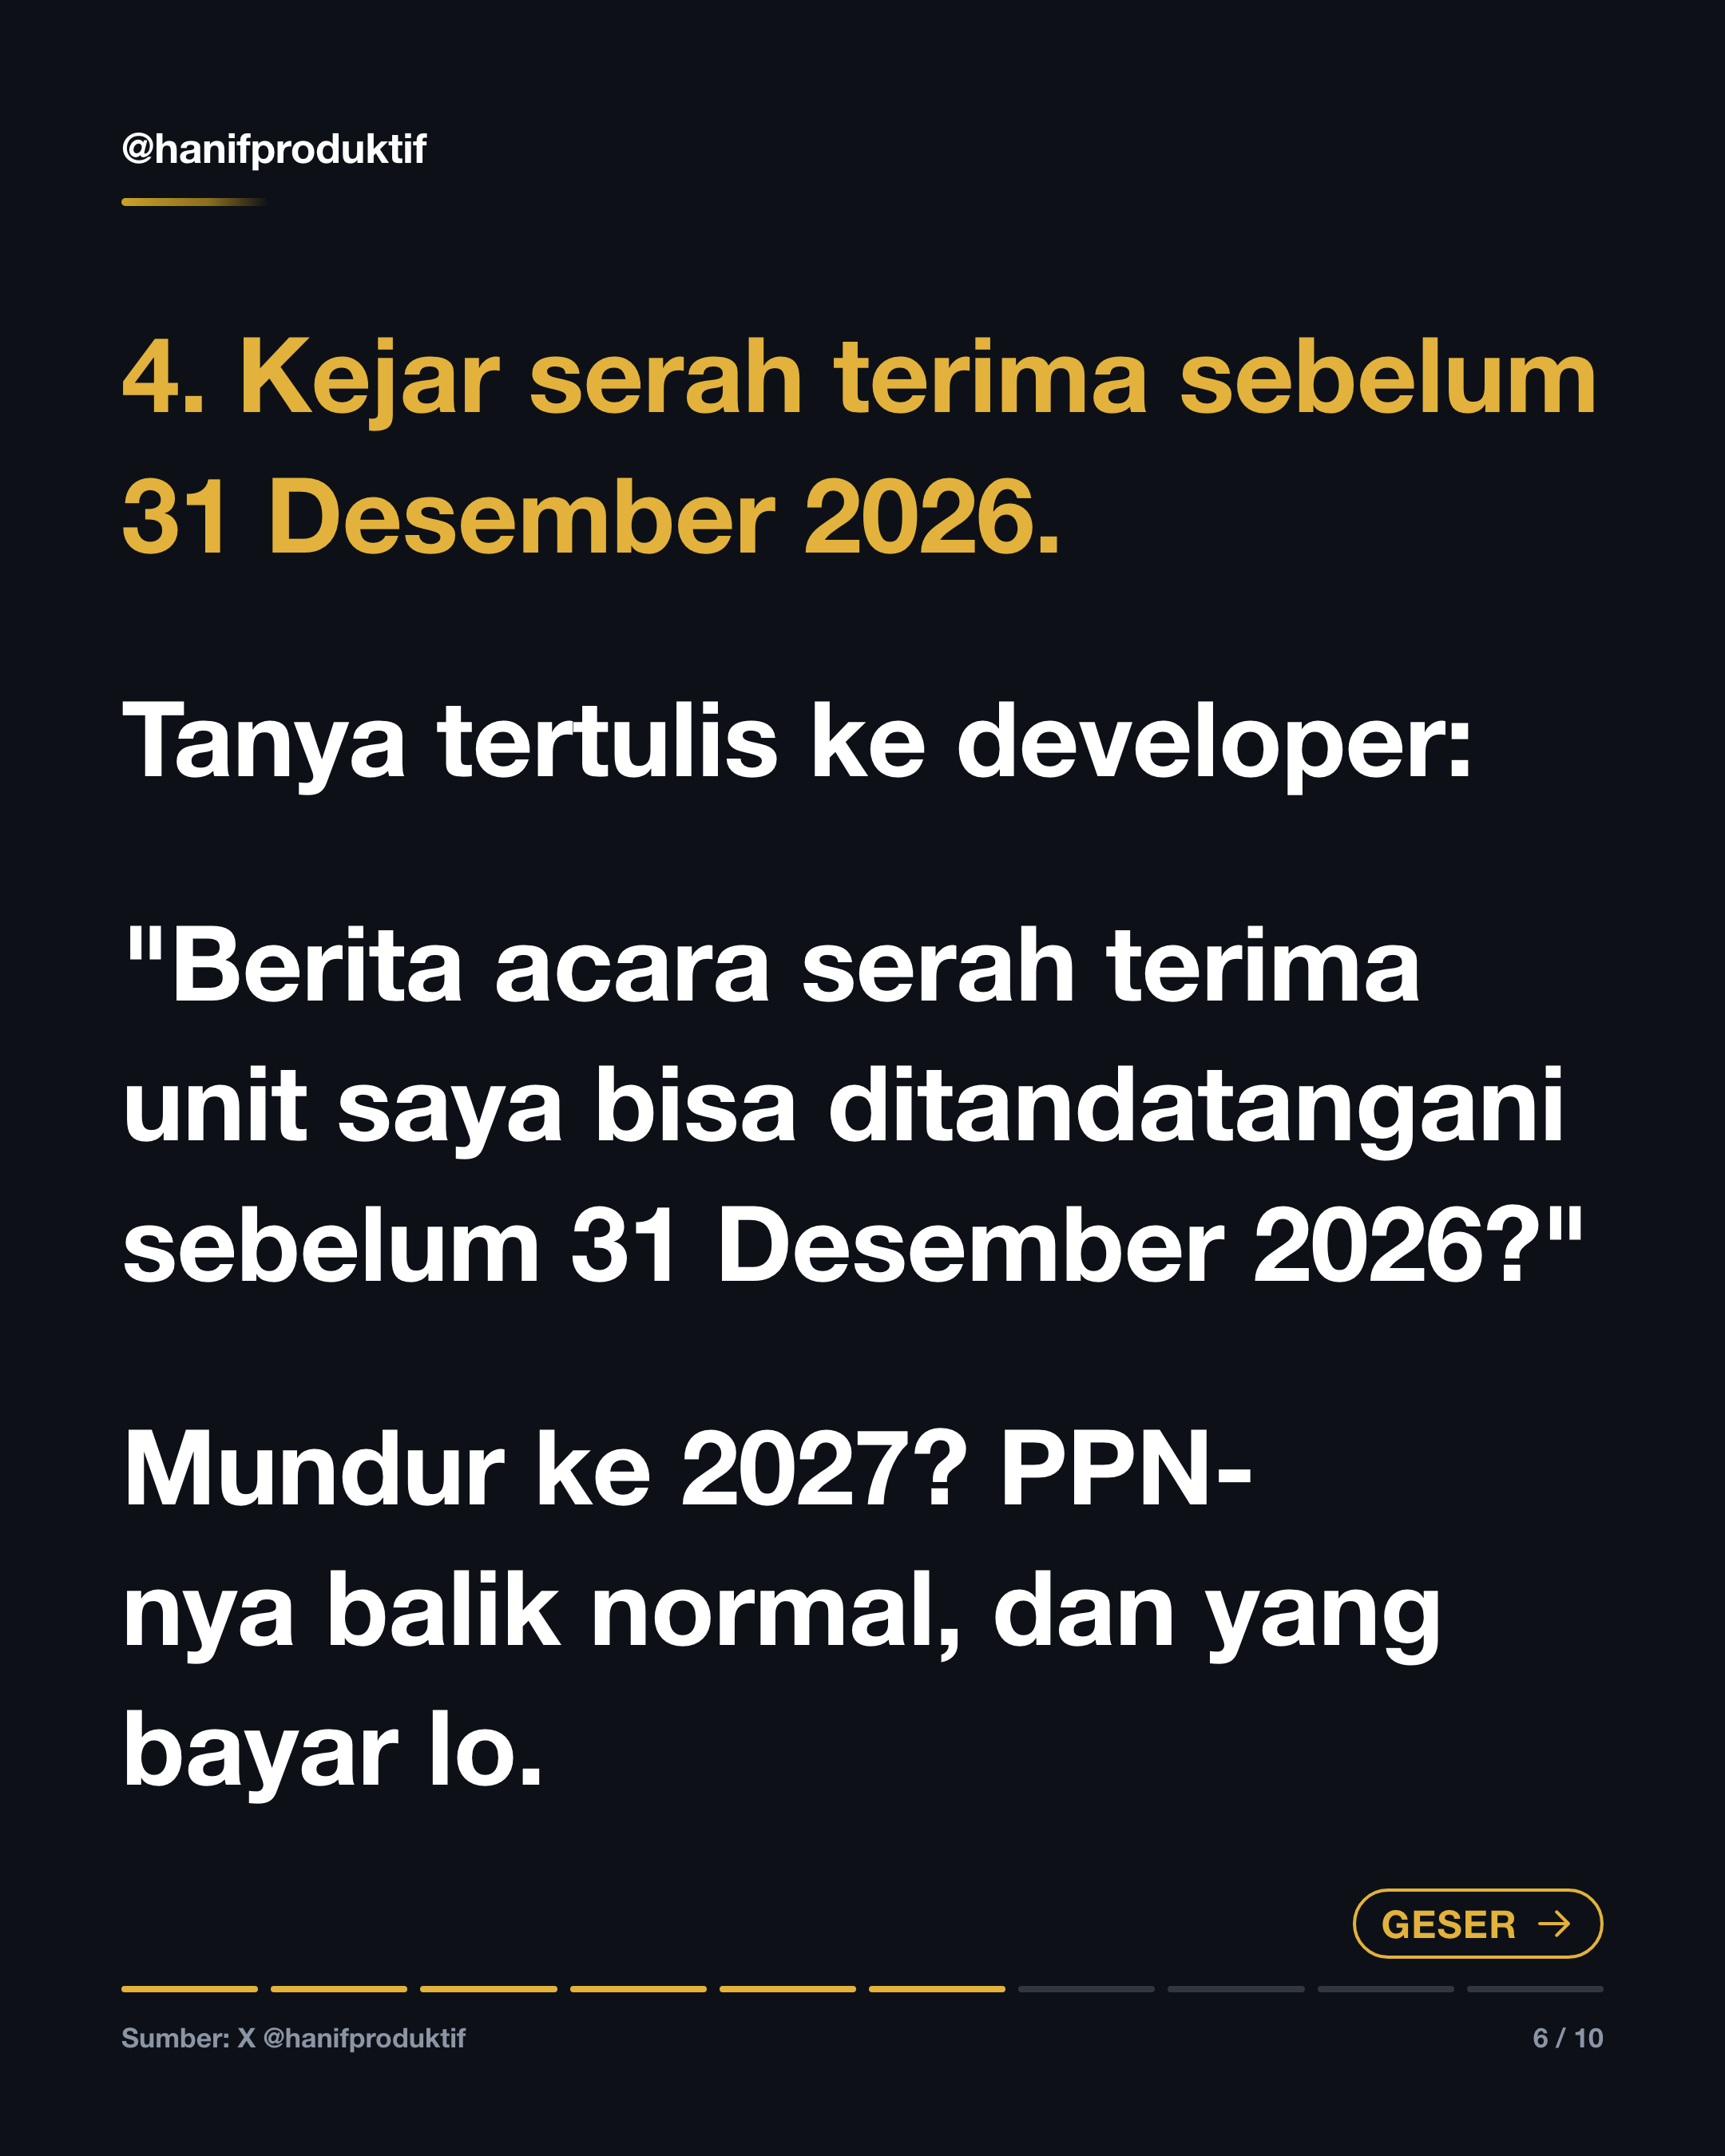 @hanifproduktif
4. Kejar serah terima sebelum
31 Desember 2026.
Tanya tertulis ke developer:
"Berita acara serah terima
unit saya bisa ditandatangani
sebelum 31 Desember 2026?"
Mundur ke 2027? PPN-
nya balik normal, dan yang
bayar lo.
GESER →
Sumber: X @hanifproduktif
6 / 10